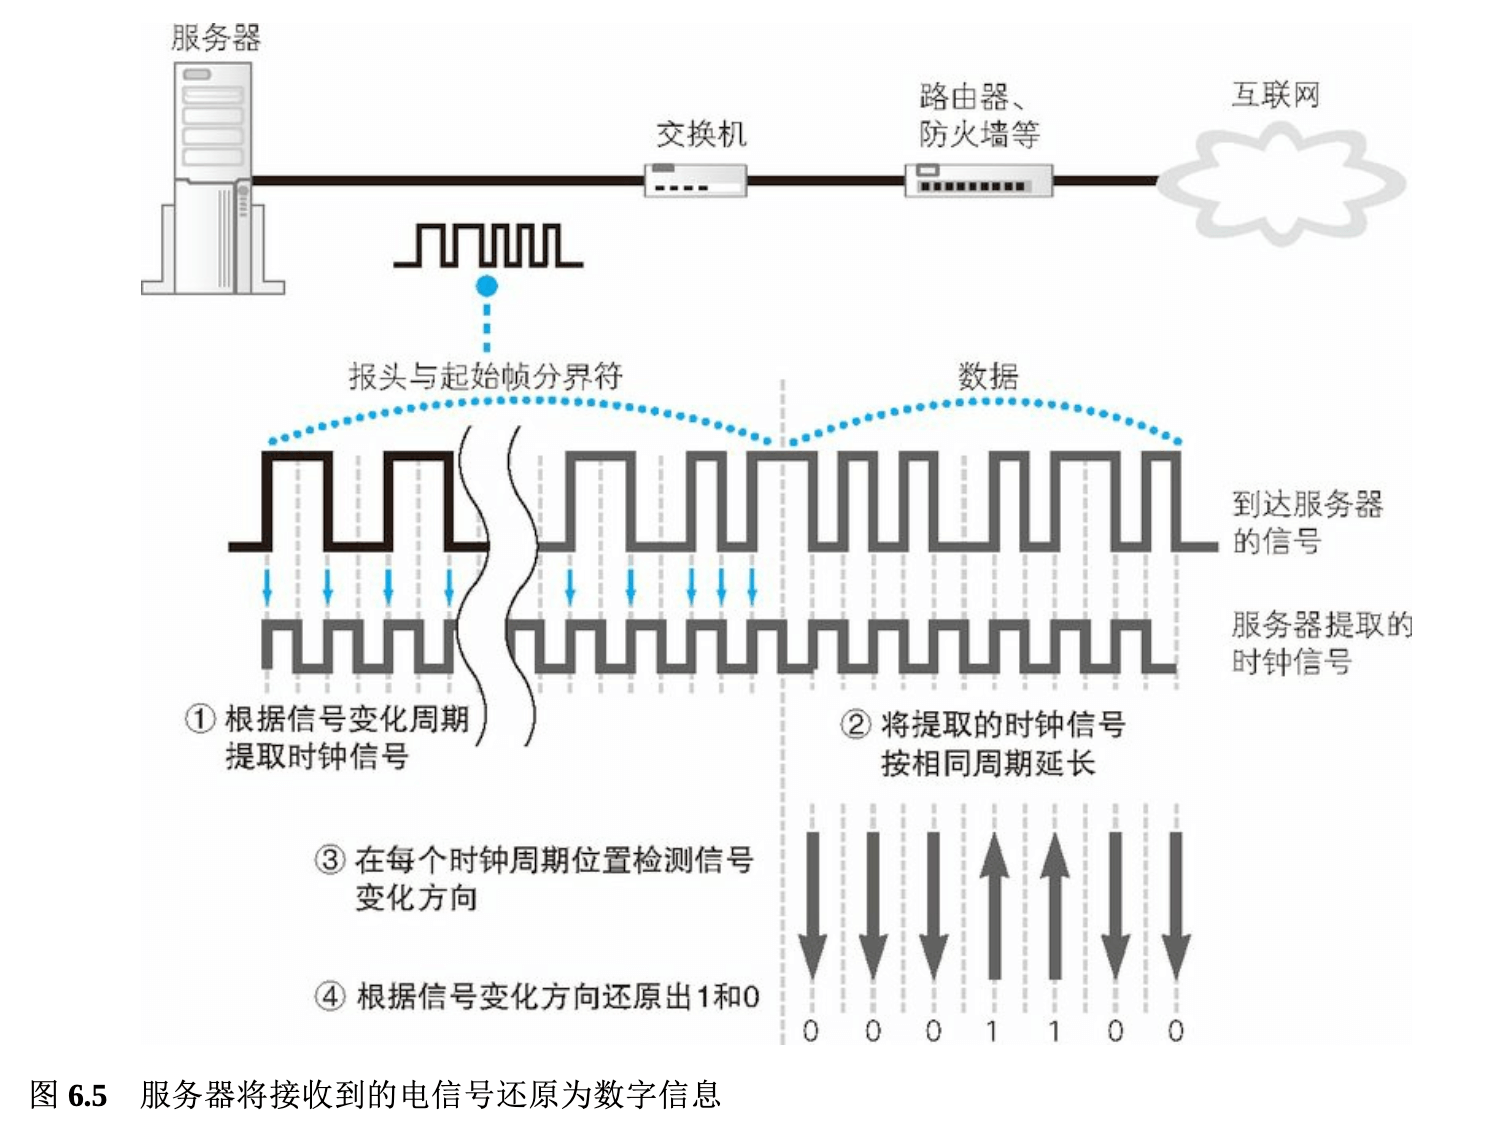 服务器
互联网
路由器、
防火墙等
交换机
报头与起始帧分界符
数据
到达服务器
的信号
服务器提取的
时钟信号
① 根据信号变化周期
提取时钟信号
② 将提取的时钟信号
按相同周期延长
③ 在每个时钟周期位置检测信号
变化方向
④ 根据信号变化方向还原出1和0
0 0 0 1 1 0 0
图 6.5 服务器将接收到的电信号还原为数字信息